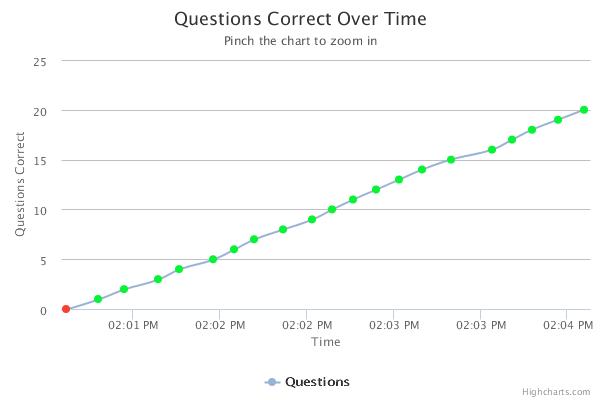 Questions Correct Over Time
Pinch the chart to zoom in
25
20
15
10
5
0
Questions Correct
02:01 PM 02:02 PM 02:02 PM 02:03 PM 02:03 PM 02:04 PM
Time
Questions
Highcharts.com